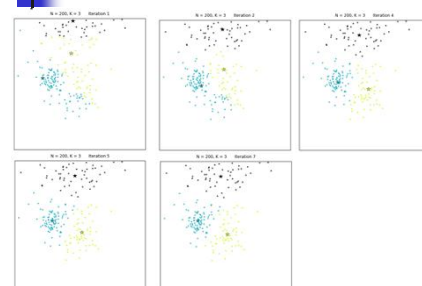 N = 200, K = 3 Iteration 1
N = 200, K = 3 Iteration 2
N = 200, K = 3 Iteration 4
N = 200, K = 3 Iteration 5
N = 200, K = 3 Iteration 7